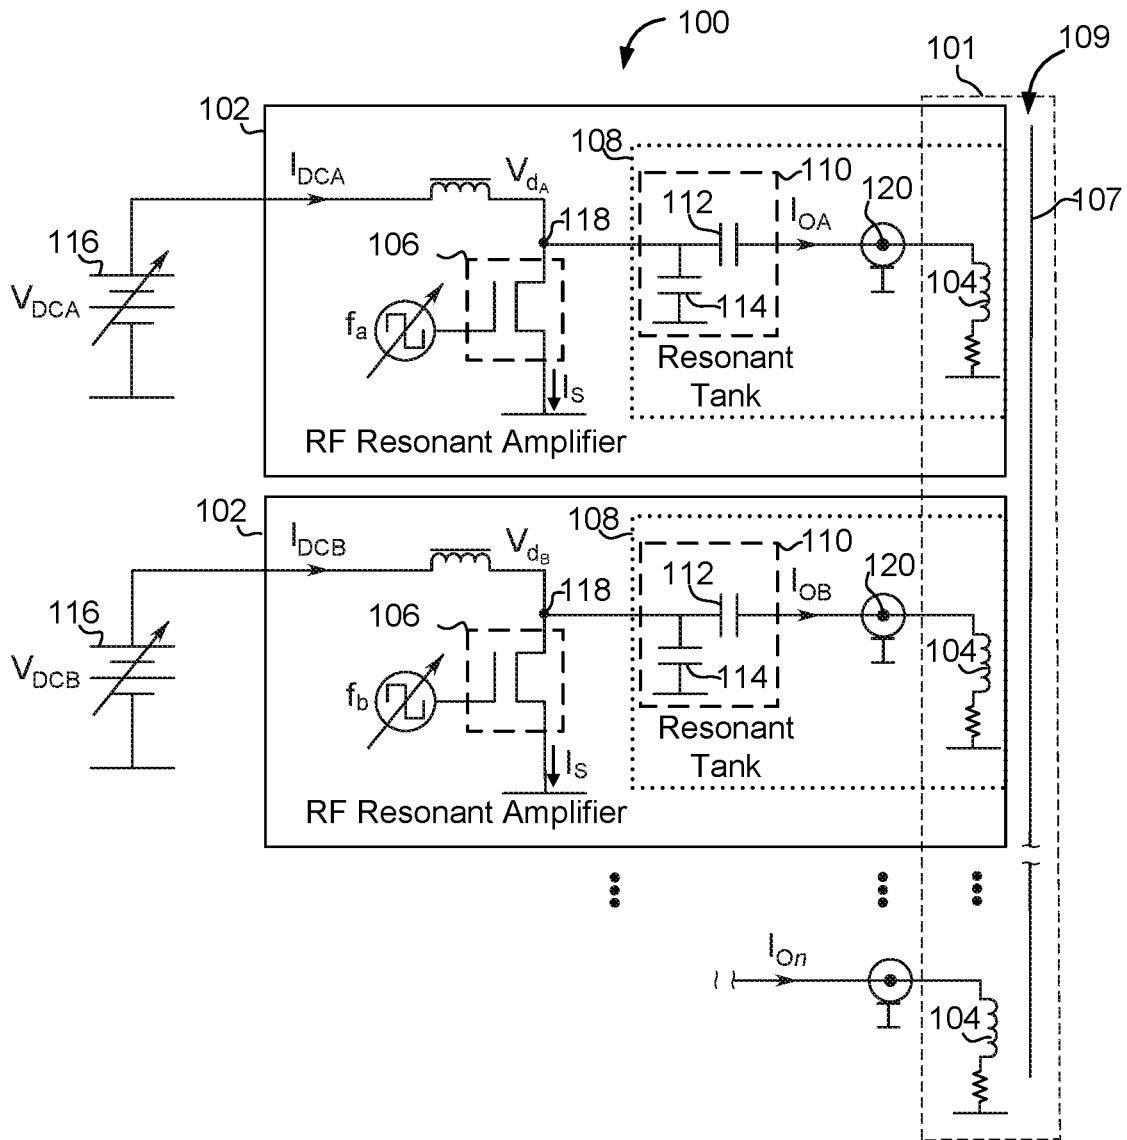 100
101
109
102
108
110
I_DCA
V_dA
112
I_OA
120
107
118
116
106
V_DCA
f_a
114
104
Resonant
Tank
I_S
RF Resonant Amplifier
102
108
110
I_DCB
V_dB
112
I_OB
120
118
116
106
V_DCB
f_b
114
104
Resonant
Tank
I_S
RF Resonant Amplifier
I_On
104